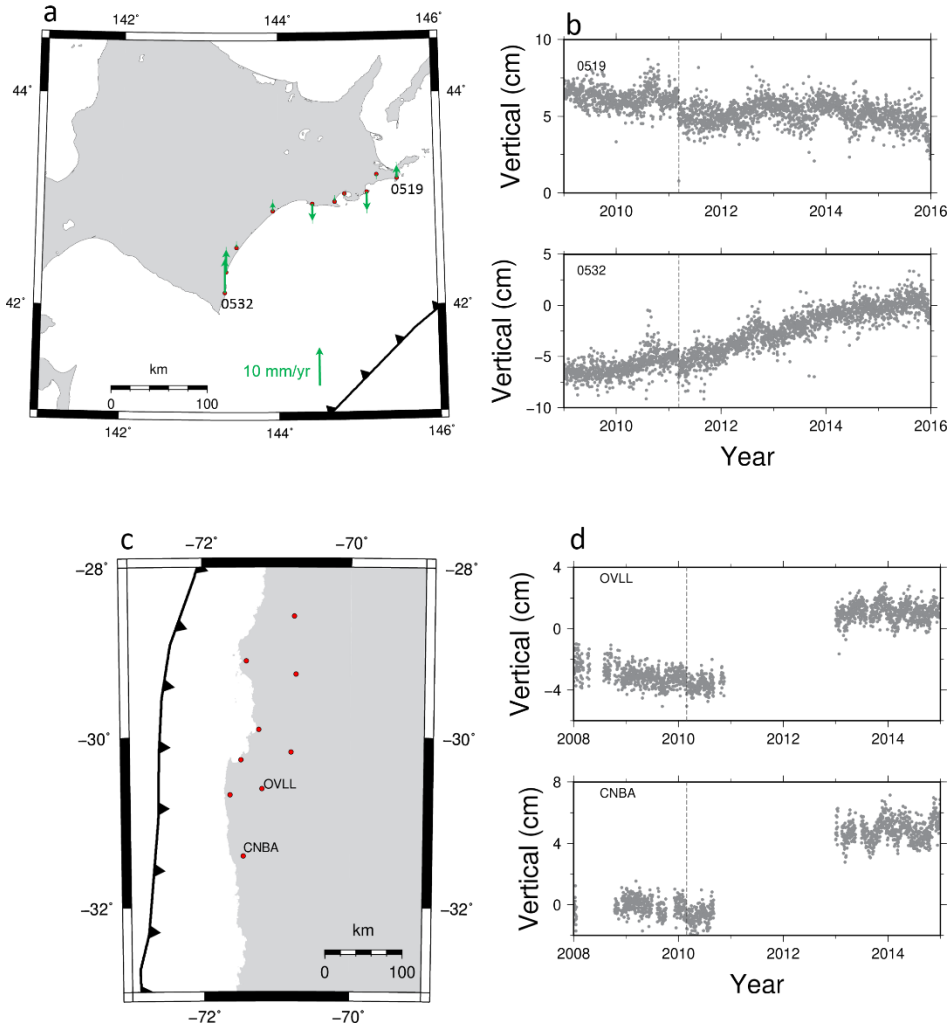 a
142° 144° 146°
44° 44°
0519
0532
42° 42°
km
0 100
10 mm/yr
142° 144° 146°
b
Vertical (cm)
10
5
0
0519
2010 2012 2014 2016
Vertical (cm)
5
0
−5
−10
0532
2010 2012 2014 2016
Year
c
−72° −70°
−28° −28°
−30° −30°
OVLL
CNBA
−32° −32°
km
0 100
−72° −70°
d
Vertical (cm)
4
0
−4
OVLL
2008 2010 2012 2014
Vertical (cm)
8
4
0
CNBA
2008 2010 2012 2014
Year